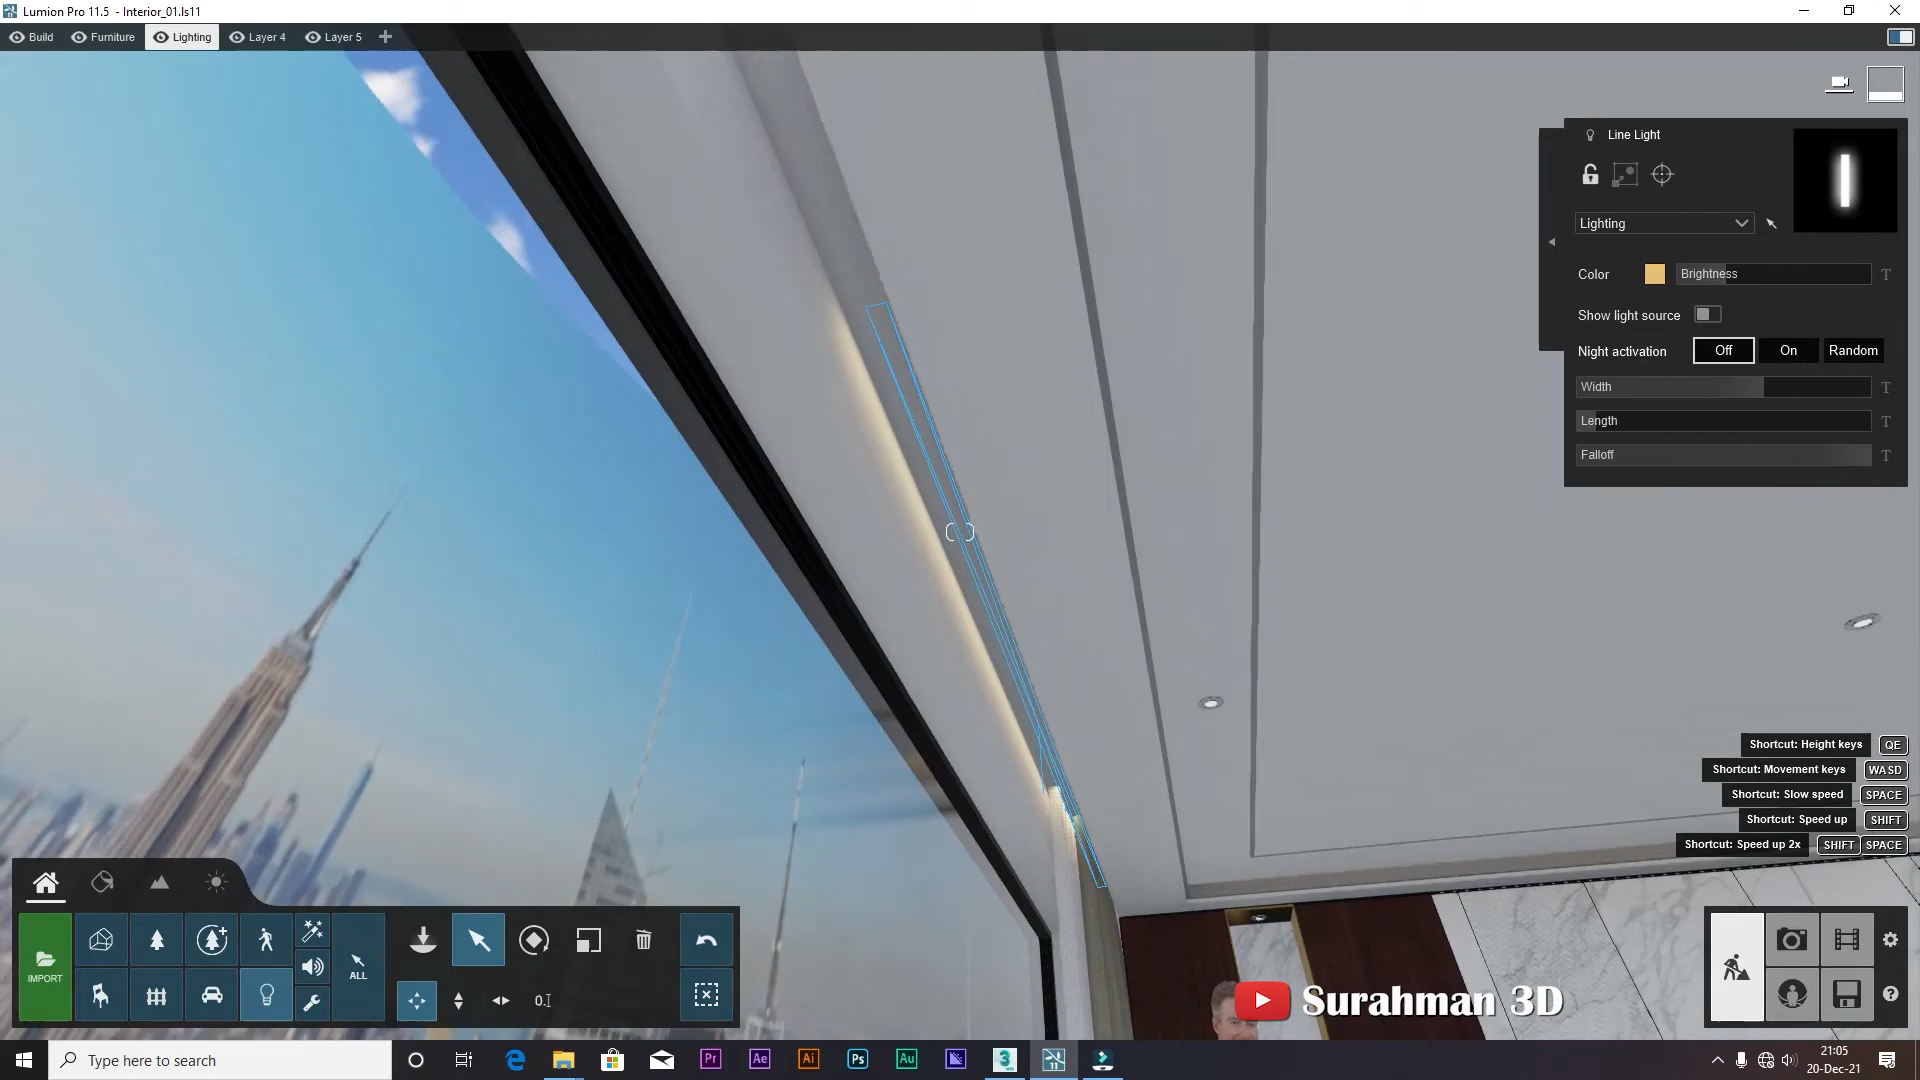 Lumion Pro 11.5 - Interior_01.ls11
Build
Furniture
Lighting
Layer 4
Layer 5
Line Light
Lighting
Color
Brightness
T
Show light source
Night activation
Off
On
Random
Width
T
Length
T
Falloff
T
Shortcut: Height keys
QE
Shortcut: Movement keys
WASD
Shortcut: Slow speed
SPACE
Shortcut: Speed up
SHIFT
Shortcut: Speed up 2x
SHIFT
SPACE
IMPORT
ALL
0.
Surahman 3D
Type here to search
Pr
Ae
Ai
Ps
Au
3
MAX
11
21:05
20-Dec-21